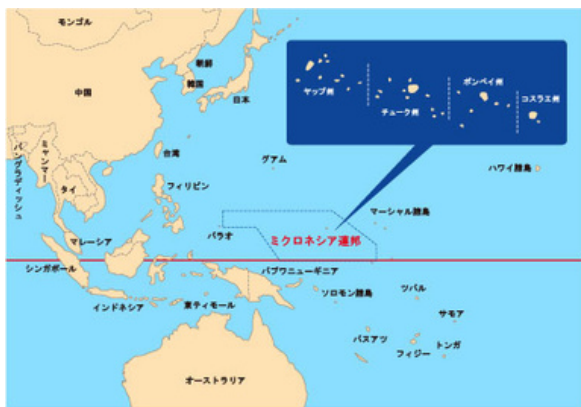 モンゴル
朝鮮
韓国
中国
日本
ヤップ州
チューク州
ポンペイ州
コスラエ州
バングラディッシュ
ミャンマー
台湾
タイ
フィリピン
グアム
ハワイ諸島
マーシャル諸島
パラオ
ミクロネシア連邦
マレーシア
シンガポール
パプワニューギニア
インドネシア
東ティモール
ソロモン諸島
ツバル
サモア
バヌアツ
フィジー
トンガ
オーストラリア